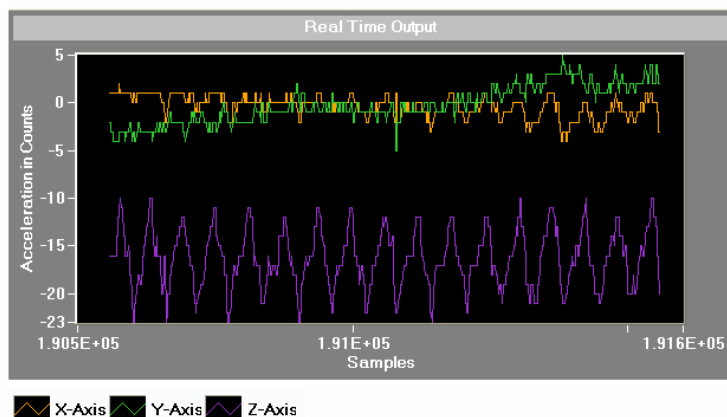 Real Time Output
Acceleration in Counts
5
0
-5
-10
-15
-20
-23
1.905E+05 1.91E+05 1.916E+05
Samples
X-Axis Y-Axis Z-Axis